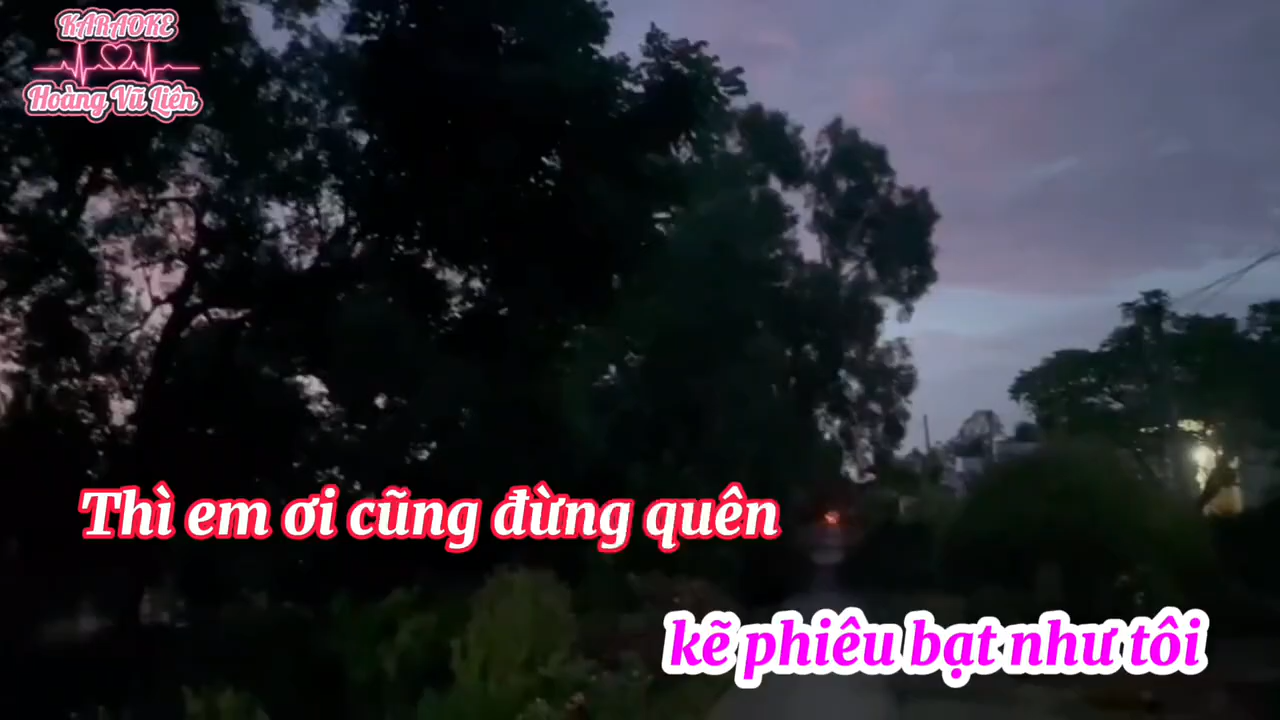 KARAOKE
Hoàng Vũ Liên
Thì em ơi cũng đừng quên
kẽ phiêu bạt như tôi